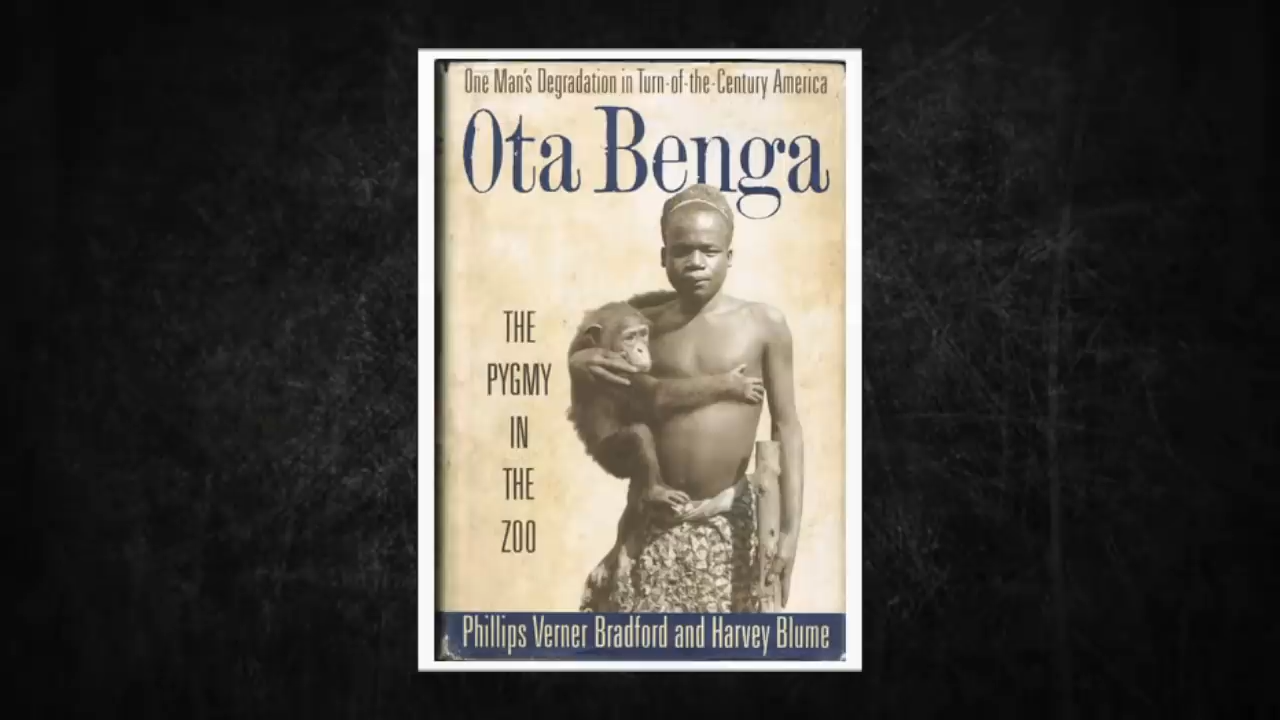 One Man's Degradation in Turn-of-the-Century America
Ota Benga
THE
PYGMY
IN
THE
ZOO
Phillips Verner Bradford and Harvey Blume